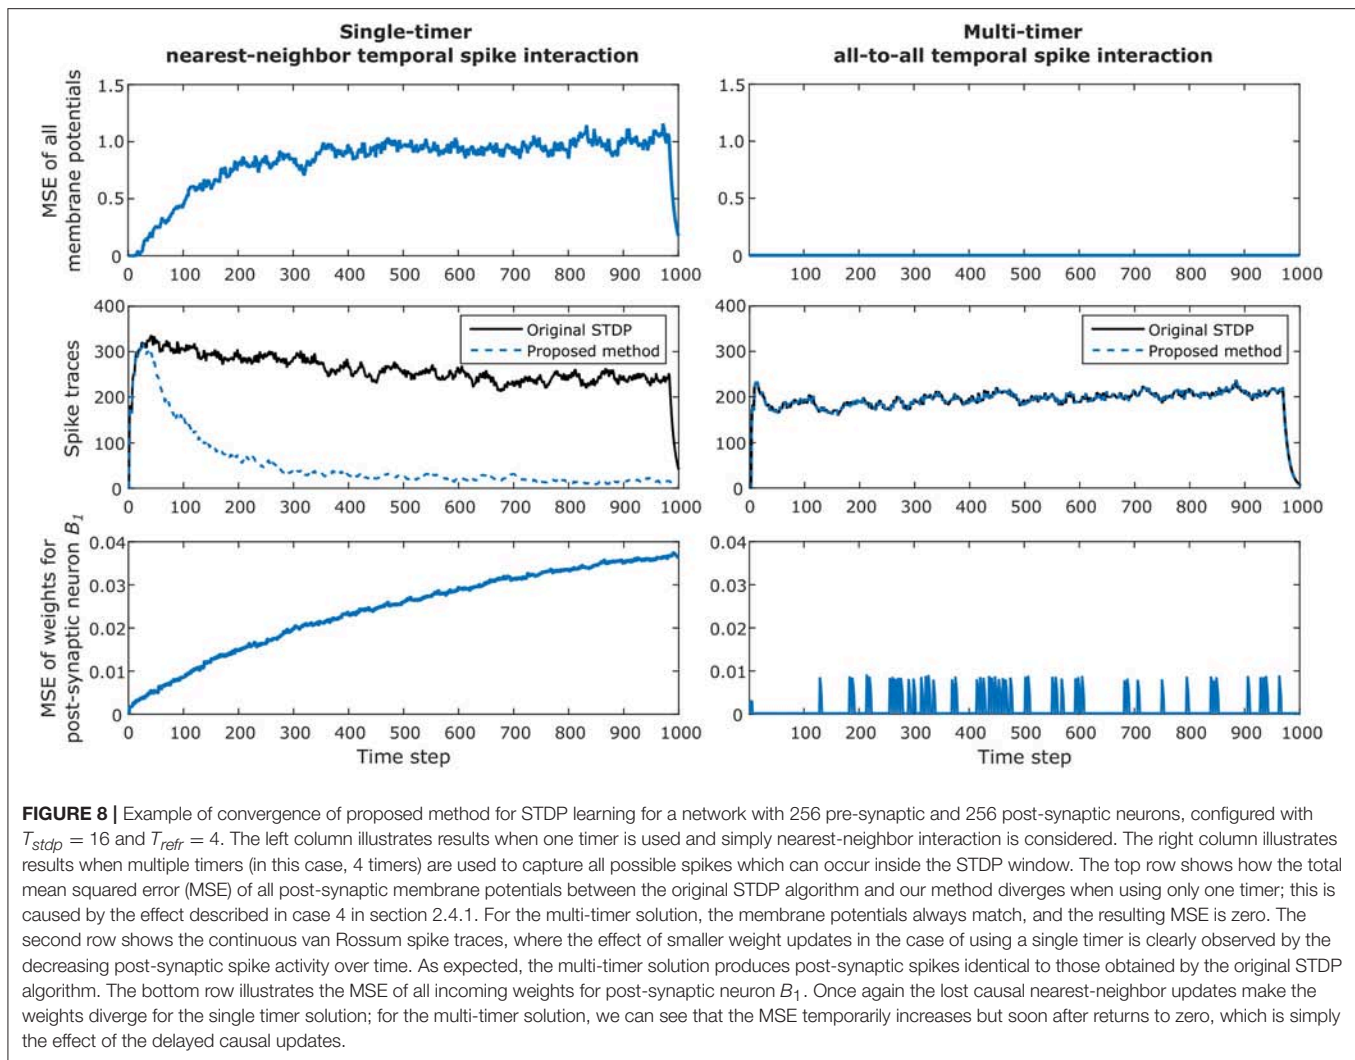 Single-timer
nearest-neighbor temporal spike interaction
Multi-timer
all-to-all temporal spike interaction
MSE of all
membrane potentials
1.5
1.0
0.5
0
0 100 200 300 400 500 600 700 800 900 1000
1.5
1.0
0.5
0
100 200 300 400 500 600 700 800 900 1000
Spike traces
400
300
200
100
0
Original STDP
Proposed method
0 100 200 300 400 500 600 700 800 900 1000
400
300
200
100
0
Original STDP
Proposed method
0 100 200 300 400 500 600 700 800 900 1000
MSE of weights for
post-synaptic neuron B1
0.04
0.03
0.02
0.01
0
0 100 200 300 400 500 600 700 800 900 1000
Time step
0.04
0.03
0.02
0.01
0
100 200 300 400 500 600 700 800 900 1000
Time step
FIGURE 8 | Example of convergence of proposed method for STDP learning for a network with 256 pre-synaptic and 256 post-synaptic neurons, configured with
Tstdp = 16 and Trefr = 4. The left column illustrates results when one timer is used and simply nearest-neighbor interaction is considered. The right column illustrates
results when multiple timers (in this case, 4 timers) are used to capture all possible spikes which can occur inside the STDP window. The top row shows how the total
mean squared error (MSE) of all post-synaptic membrane potentials between the original STDP algorithm and our method diverges when using only one timer; this is
caused by the effect described in case 4 in section 2.4.1. For the multi-timer solution, the membrane potentials always match, and the resulting MSE is zero. The
second row shows the continuous van Rossum spike traces, where the effect of smaller weight updates in the case of using a single timer is clearly observed by the
decreasing post-synaptic spike activity over time. As expected, the multi-timer solution produces post-synaptic spikes identical to those obtained by the original STDP
algorithm. The bottom row illustrates the MSE of all incoming weights for post-synaptic neuron B1. Once again the lost causal nearest-neighbor updates make the
weights diverge for the single timer solution; for the multi-timer solution, we can see that the MSE temporarily increases but soon after returns to zero, which is simply
the effect of the delayed causal updates.